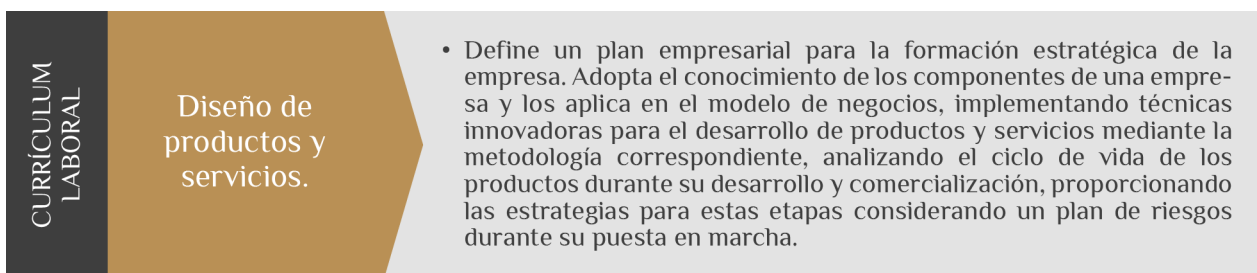 CURRÍCULUM
LABORAL
Diseño de
productos y
servicios.
• Define un plan empresarial para la formación estratégica de la
empresa. Adopta el conocimiento de los componentes de una empre-
sa y los aplica en el modelo de negocios, implementando técnicas
innovadoras para el desarrollo de productos y servicios mediante la
metodología correspondiente, analizando el ciclo de vida de los
productos durante su desarrollo y comercialización, proporcionando
las estrategias para estas etapas considerando un plan de riesgos
durante su puesta en marcha.